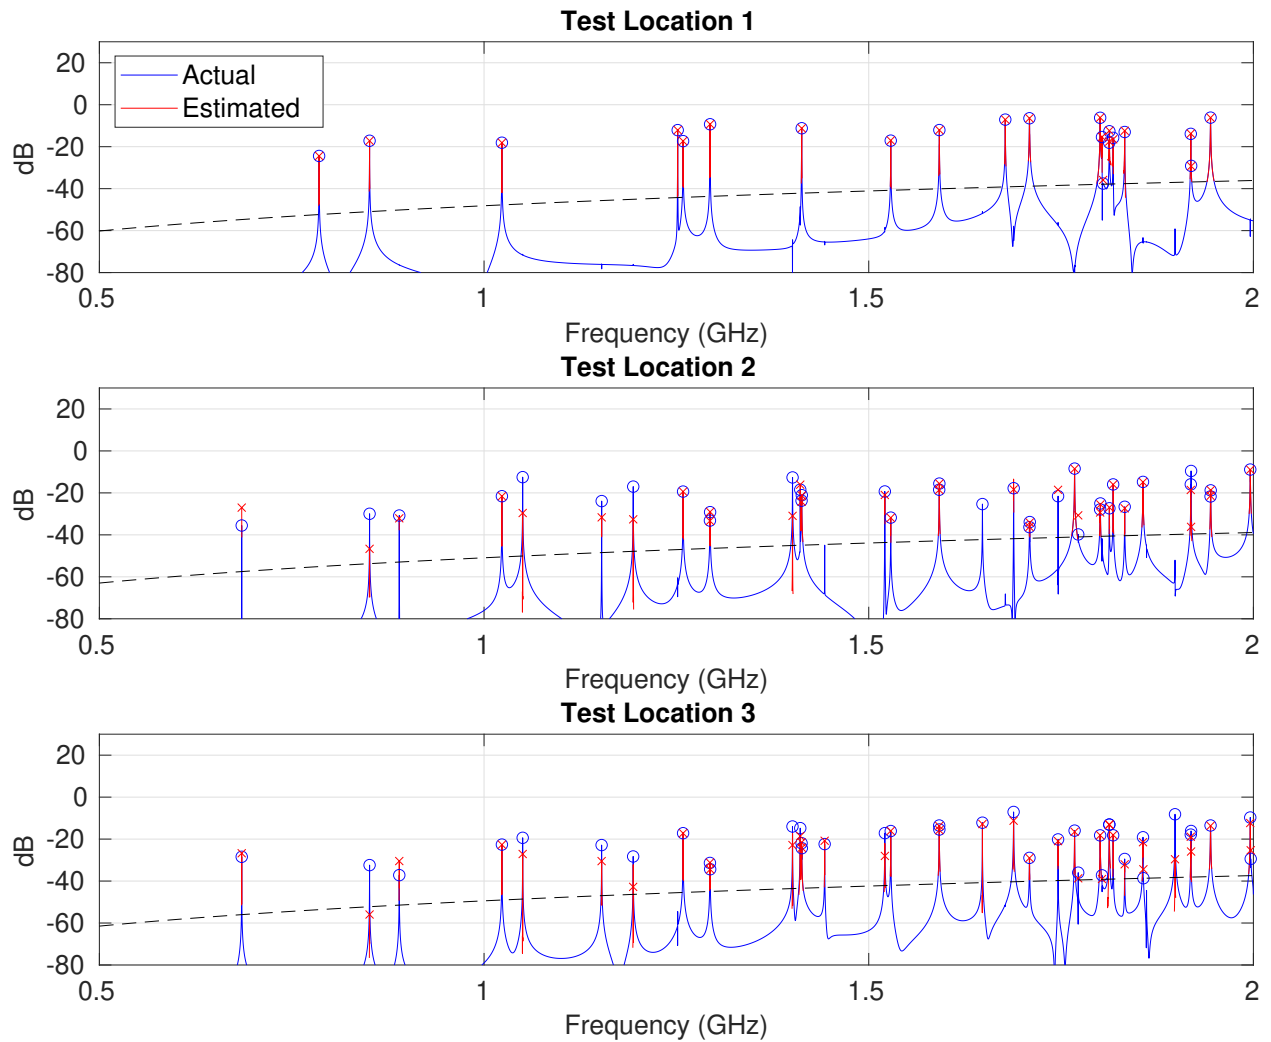 Test Location 1
20
0
-20
-40
-60
-80
dB
Actual
Estimated
0.5 1 1.5 2
Frequency (GHz)
Test Location 2
20
0
-20
-40
-60
-80
dB
0.5 1 1.5 2
Frequency (GHz)
Test Location 3
20
0
-20
-40
-60
-80
dB
0.5 1 1.5 2
Frequency (GHz)